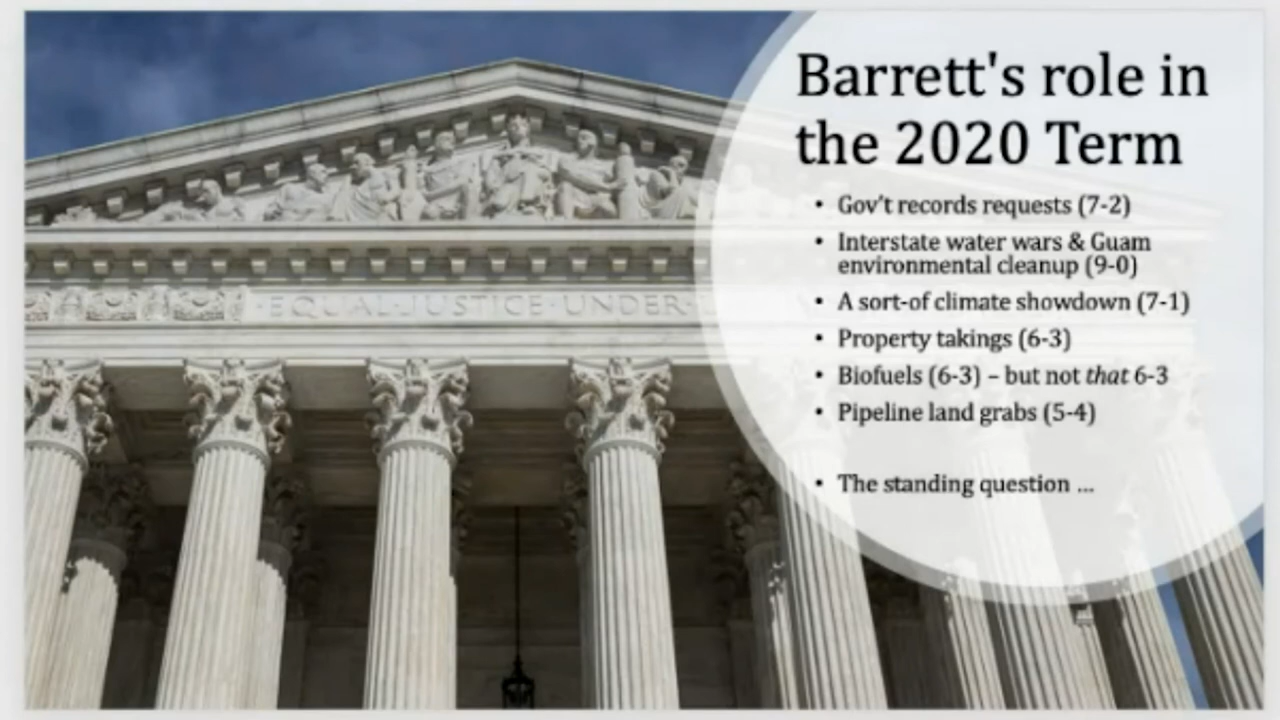 Barrett's role in
the 2020 Term
• Gov't records requests (7-2)
• Interstate water wars & Guam
environmental cleanup (9-0)
• A sort-of climate showdown (7-1)
• Property takings (6-3)
• Biofuels (6-3) – but not that 6-3
• Pipeline land grabs (5-4)
• The standing question ...
EQUAL·JUSTICE·UNDER·